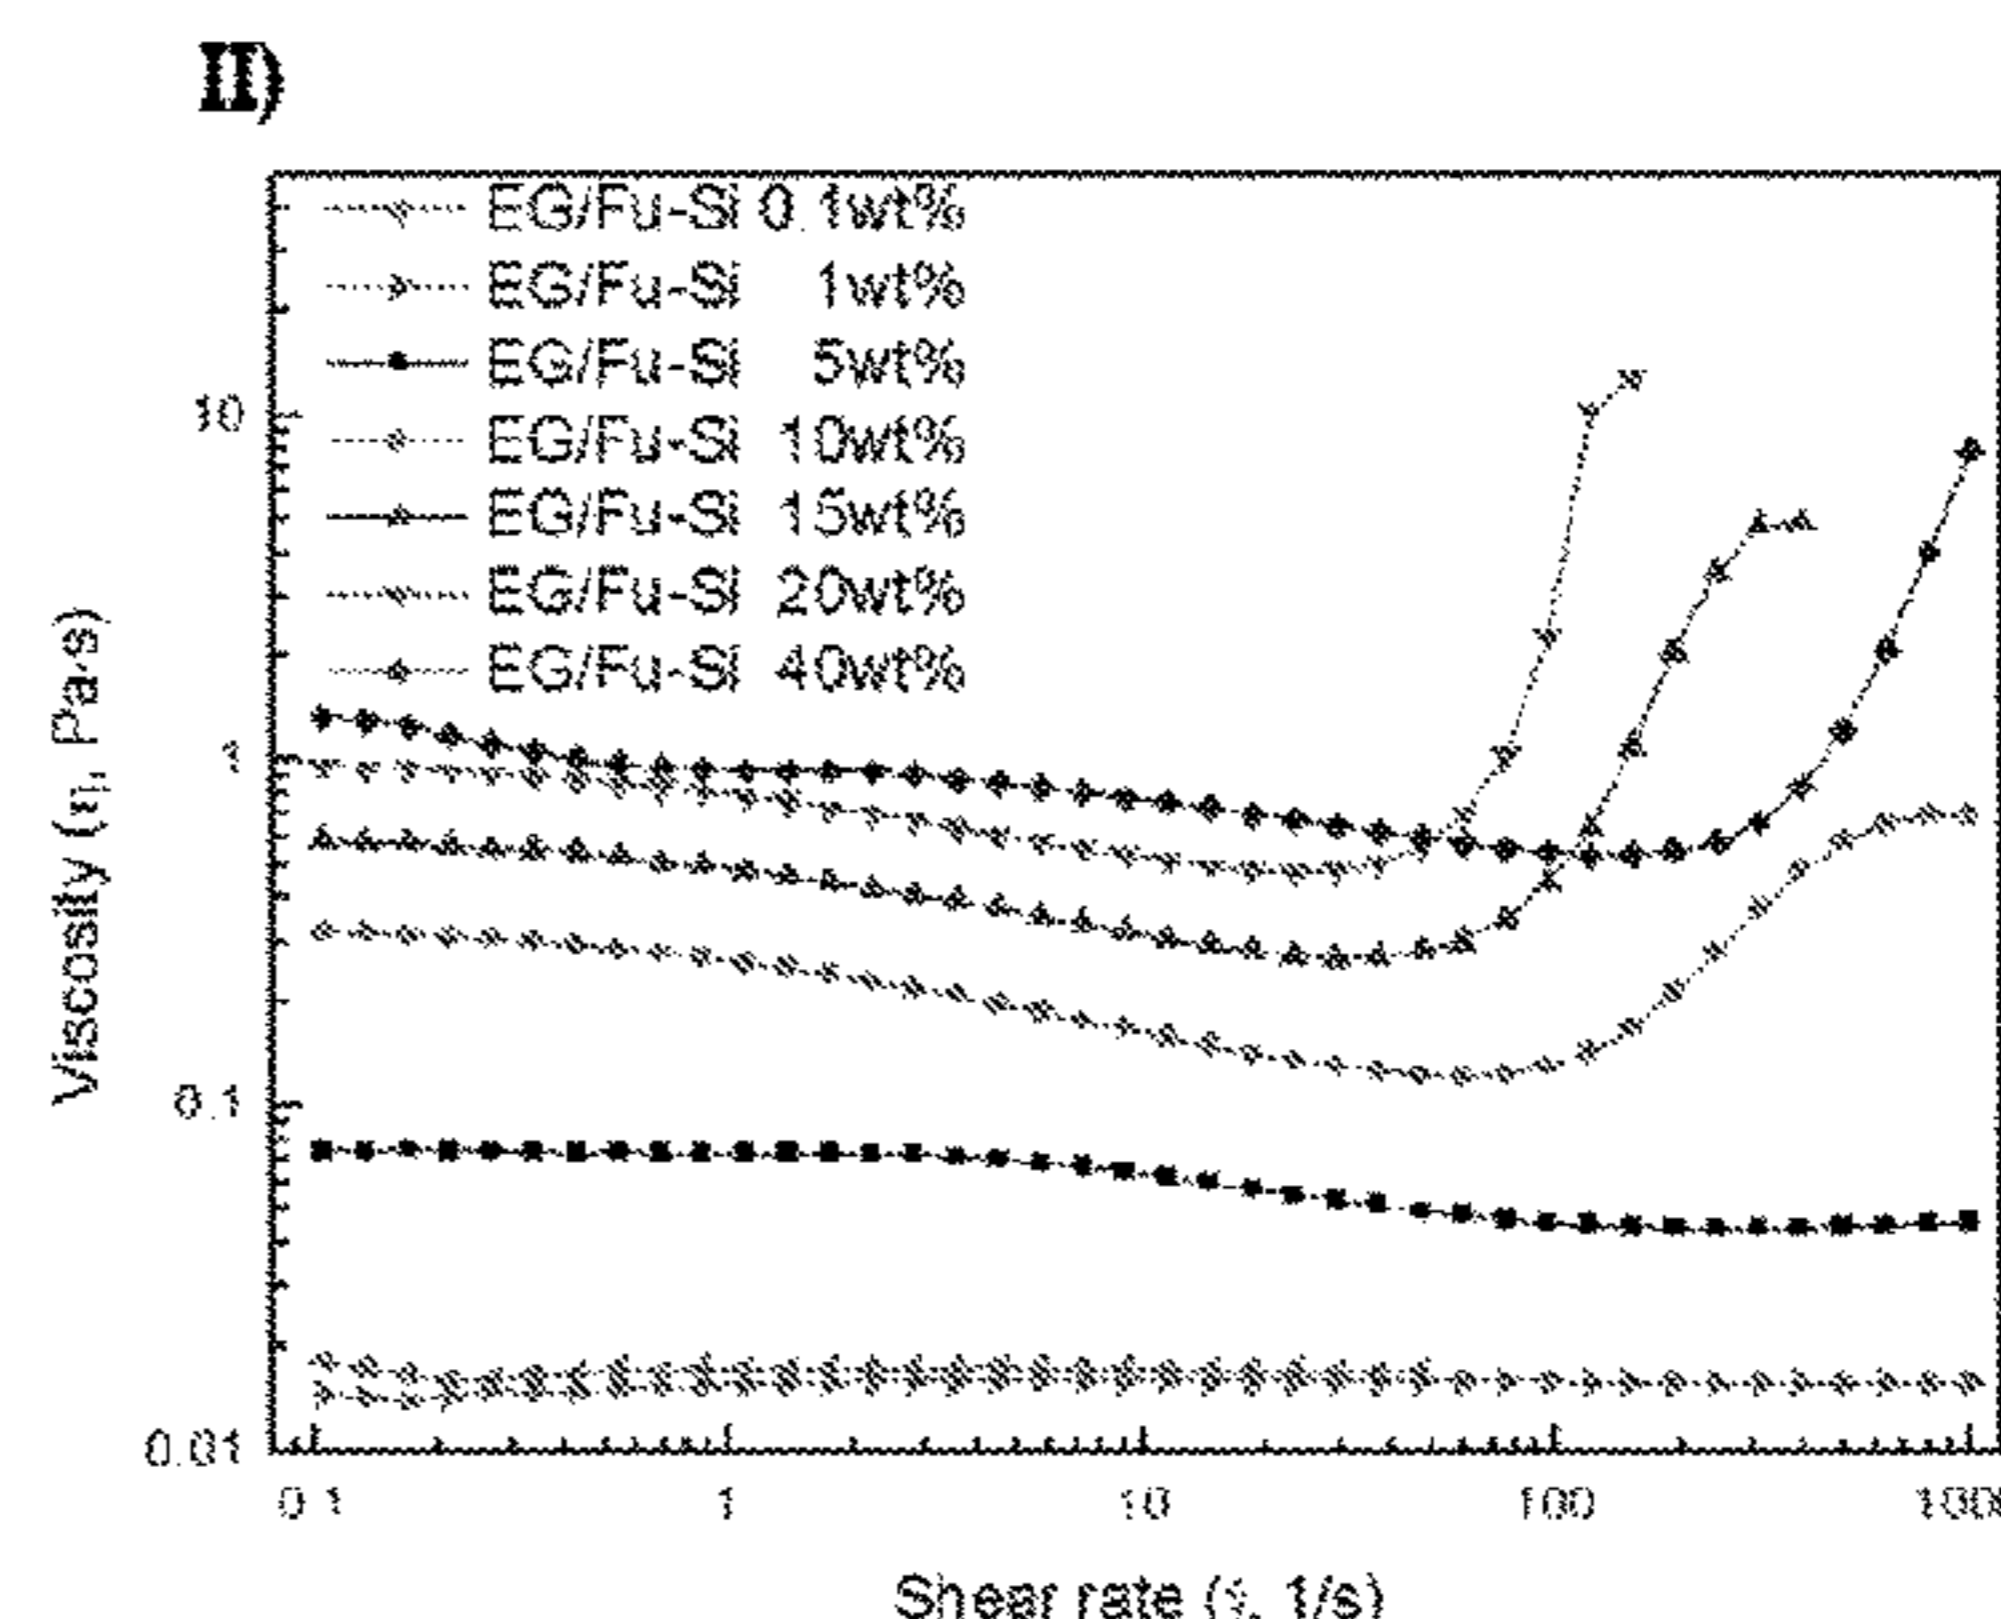 II)
EG/Fu-Si 0.1wt%
EG/Fu-Si 1wt%
EG/Fu-Si 5wt%
EG/Fu-Si 10wt%
EG/Fu-Si 15wt%
EG/Fu-Si 20wt%
EG/Fu-Si 40wt%
Viscosity (η, Pa·s)
10
1
0.1
0.01
0.1
1
10
100
Shear rate (γ̇, 1/s)